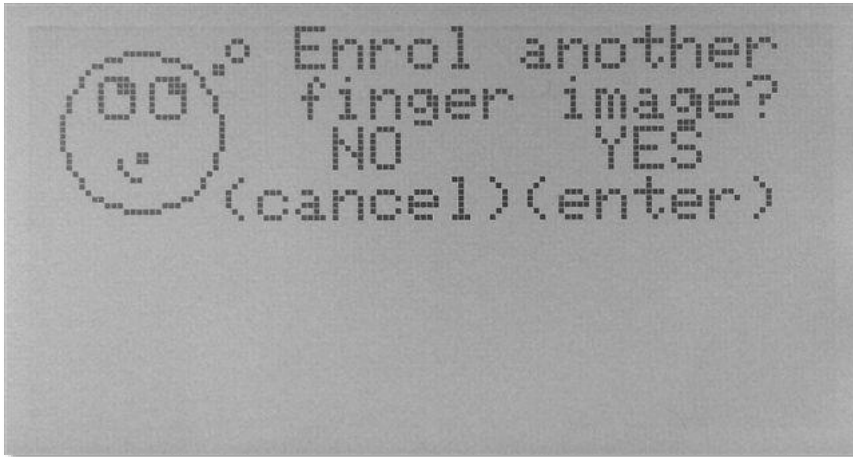 Enrol another
finger image?
NO YES
(cancel)(enter)